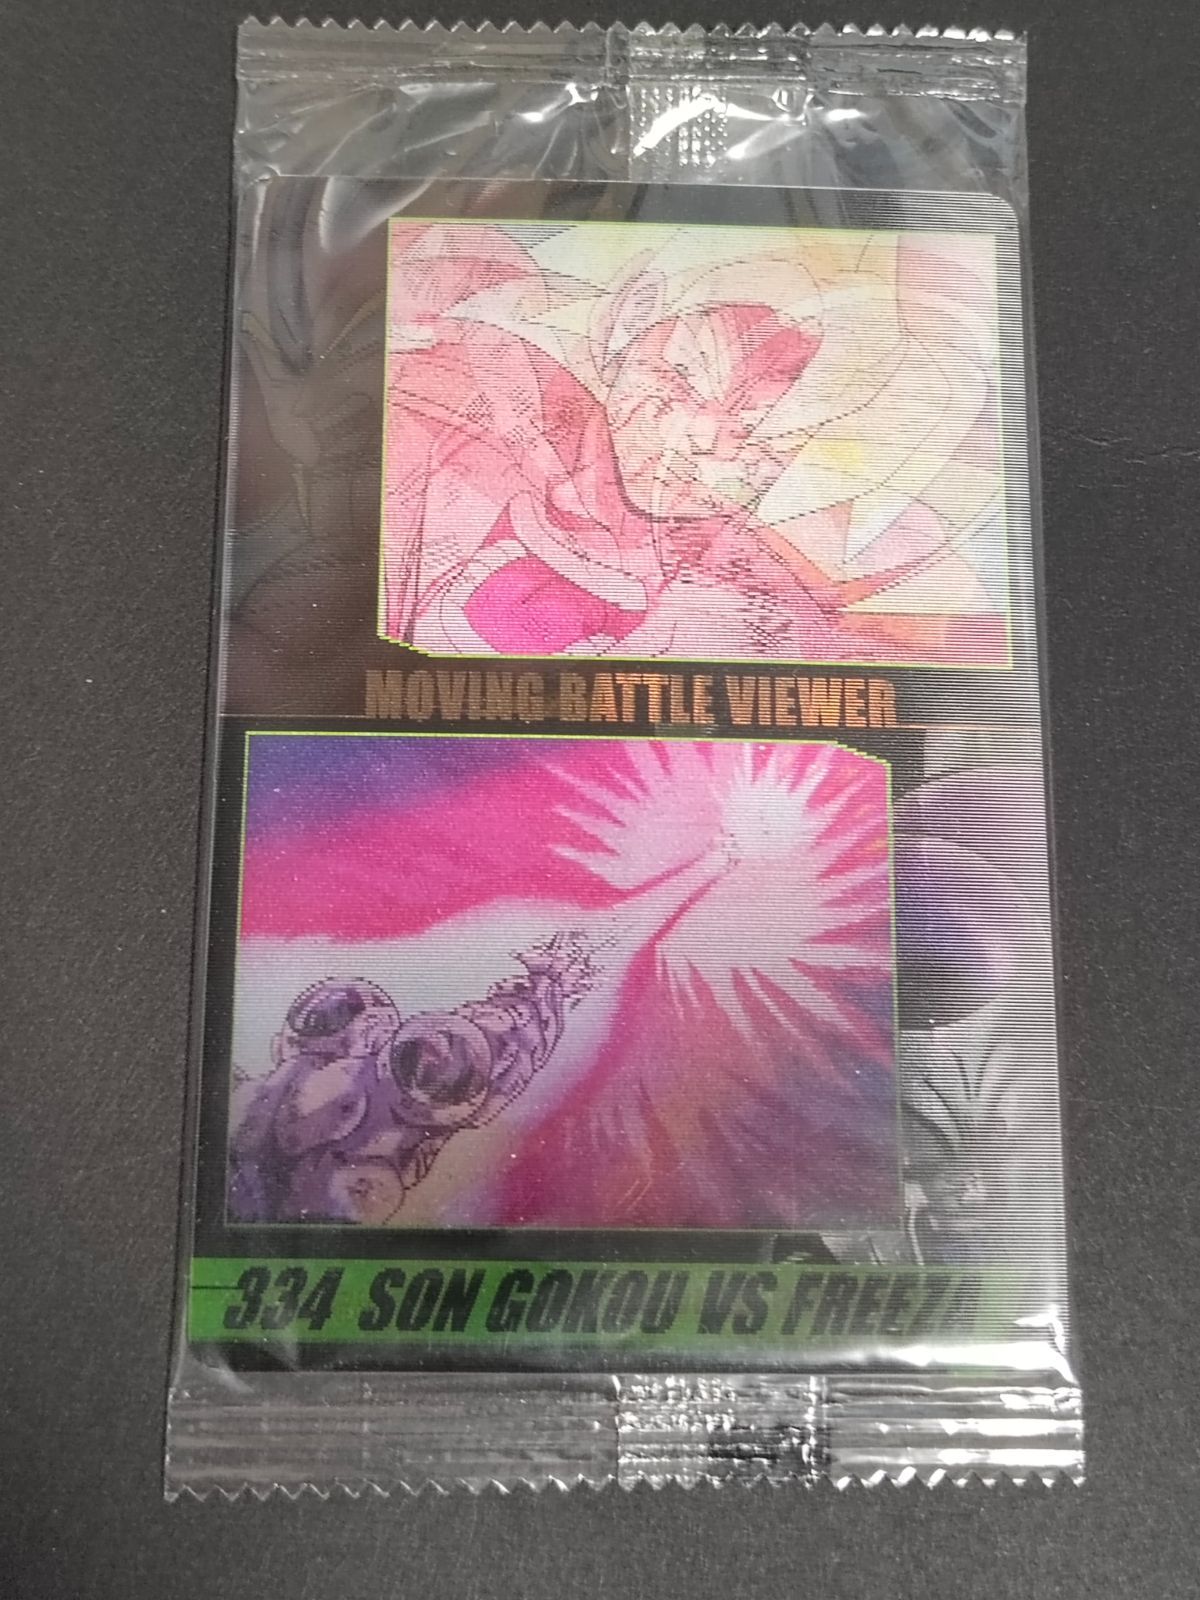 MOVING BATTLE VIEWER
334 SON GOKOU VS FREEZA